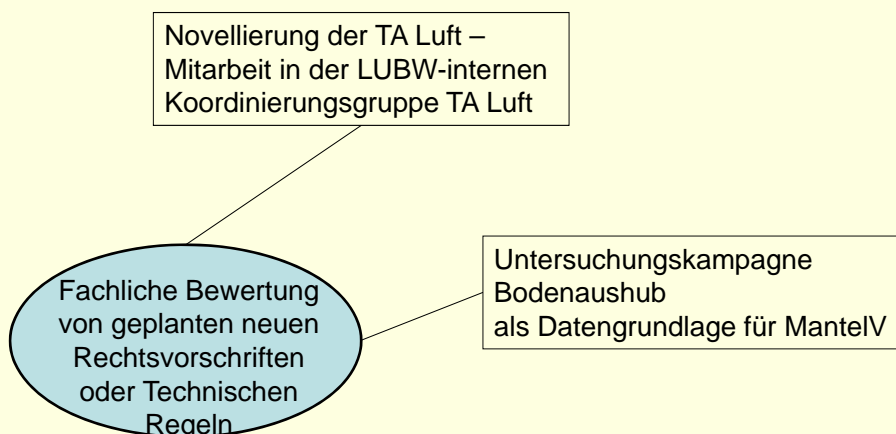 Novellierung der TA Luft –
Mitarbeit in der LUBW-internen
Koordinierungsgruppe TA Luft
Fachliche Bewertung
von geplanten neuen
Rechtsvorschriften
oder Technischen
Regeln
Untersuchungskampagne
Bodenaushub
als Datengrundlage für MantelV